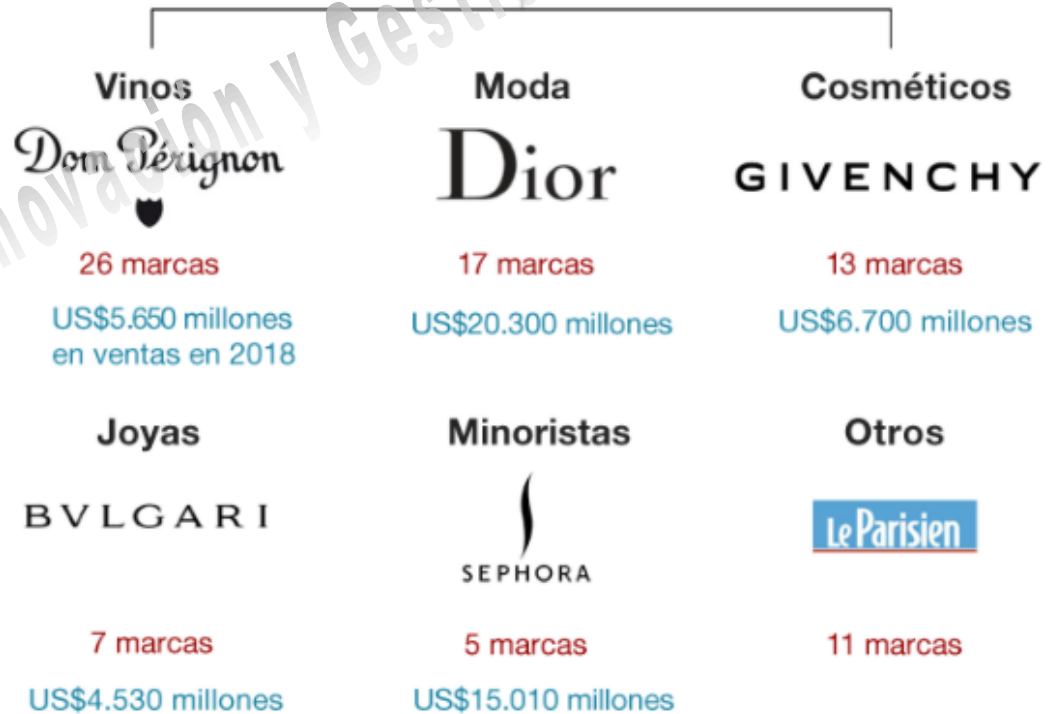 Vinos
Moda
Cosméticos
Dom Pérignon
Dior
GIVENCHY
26 marcas
17 marcas
13 marcas
US$5.650 millones
en ventas en 2018
US$20.300 millones
US$6.700 millones
Joyas
Minoristas
Otros
BVLGARI
SEPHORA
Le Parisien
7 marcas
5 marcas
11 marcas
US$4.530 millones
US$15.010 millones